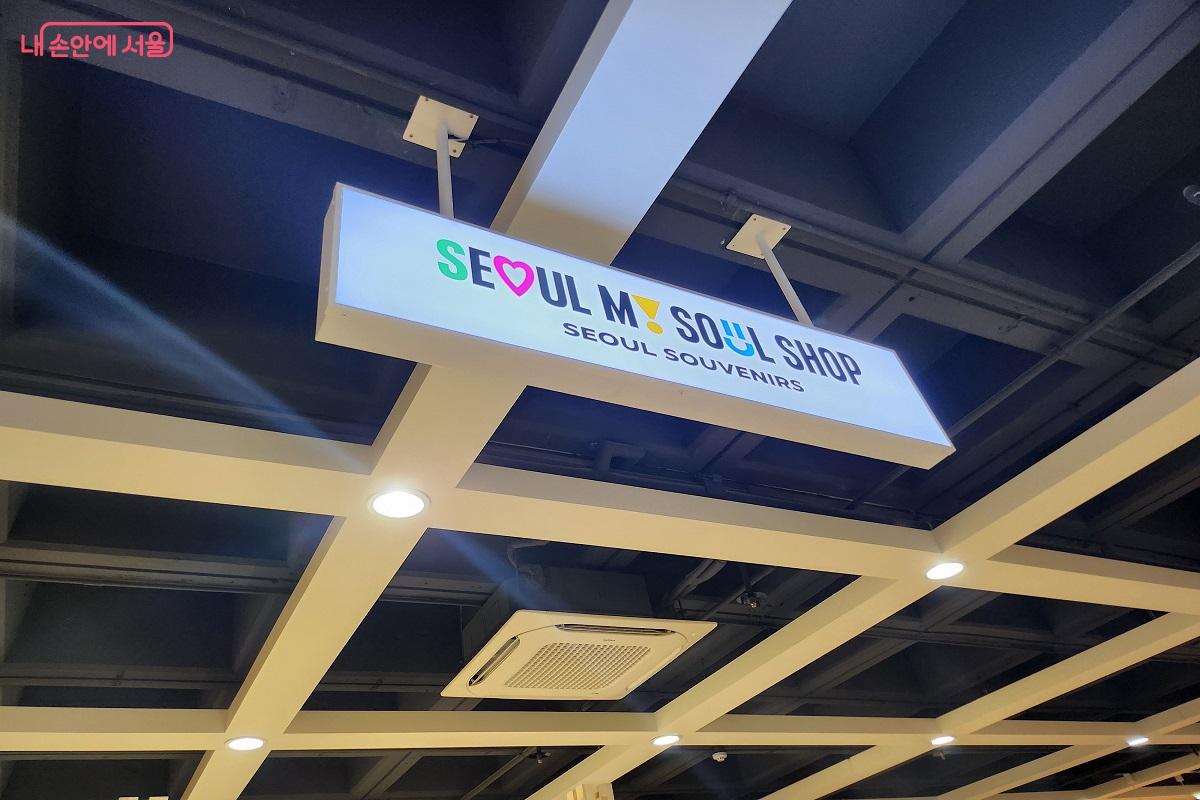 내 손안에 서울
SEOUL MY SOUL SHOP
SEOUL SOUVENIRS